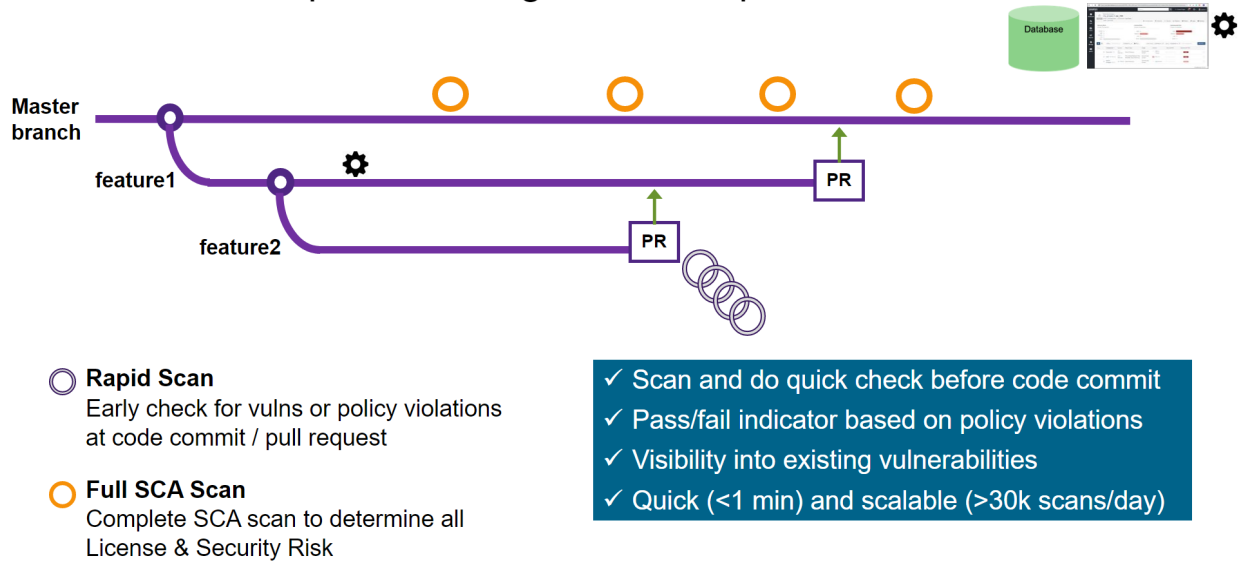 Database
Master
branch
feature1
PR
feature2
PR
Rapid Scan
Early check for vulns or policy violations
at code commit / pull request
Full SCA Scan
Complete SCA scan to determine all
License & Security Risk
✓ Scan and do quick check before code commit
✓ Pass/fail indicator based on policy violations
✓ Visibility into existing vulnerabilities
✓ Quick (<1 min) and scalable (>30k scans/day)